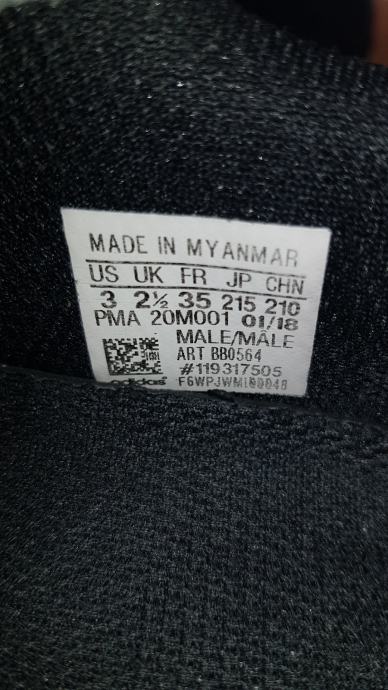 MADE IN MYANMAR
US UK FR JP CHN
3 2½ 35 215 210
PMA 20M001 01/18
MALE/MÂLE
ART BB0564
#119317505
adidas